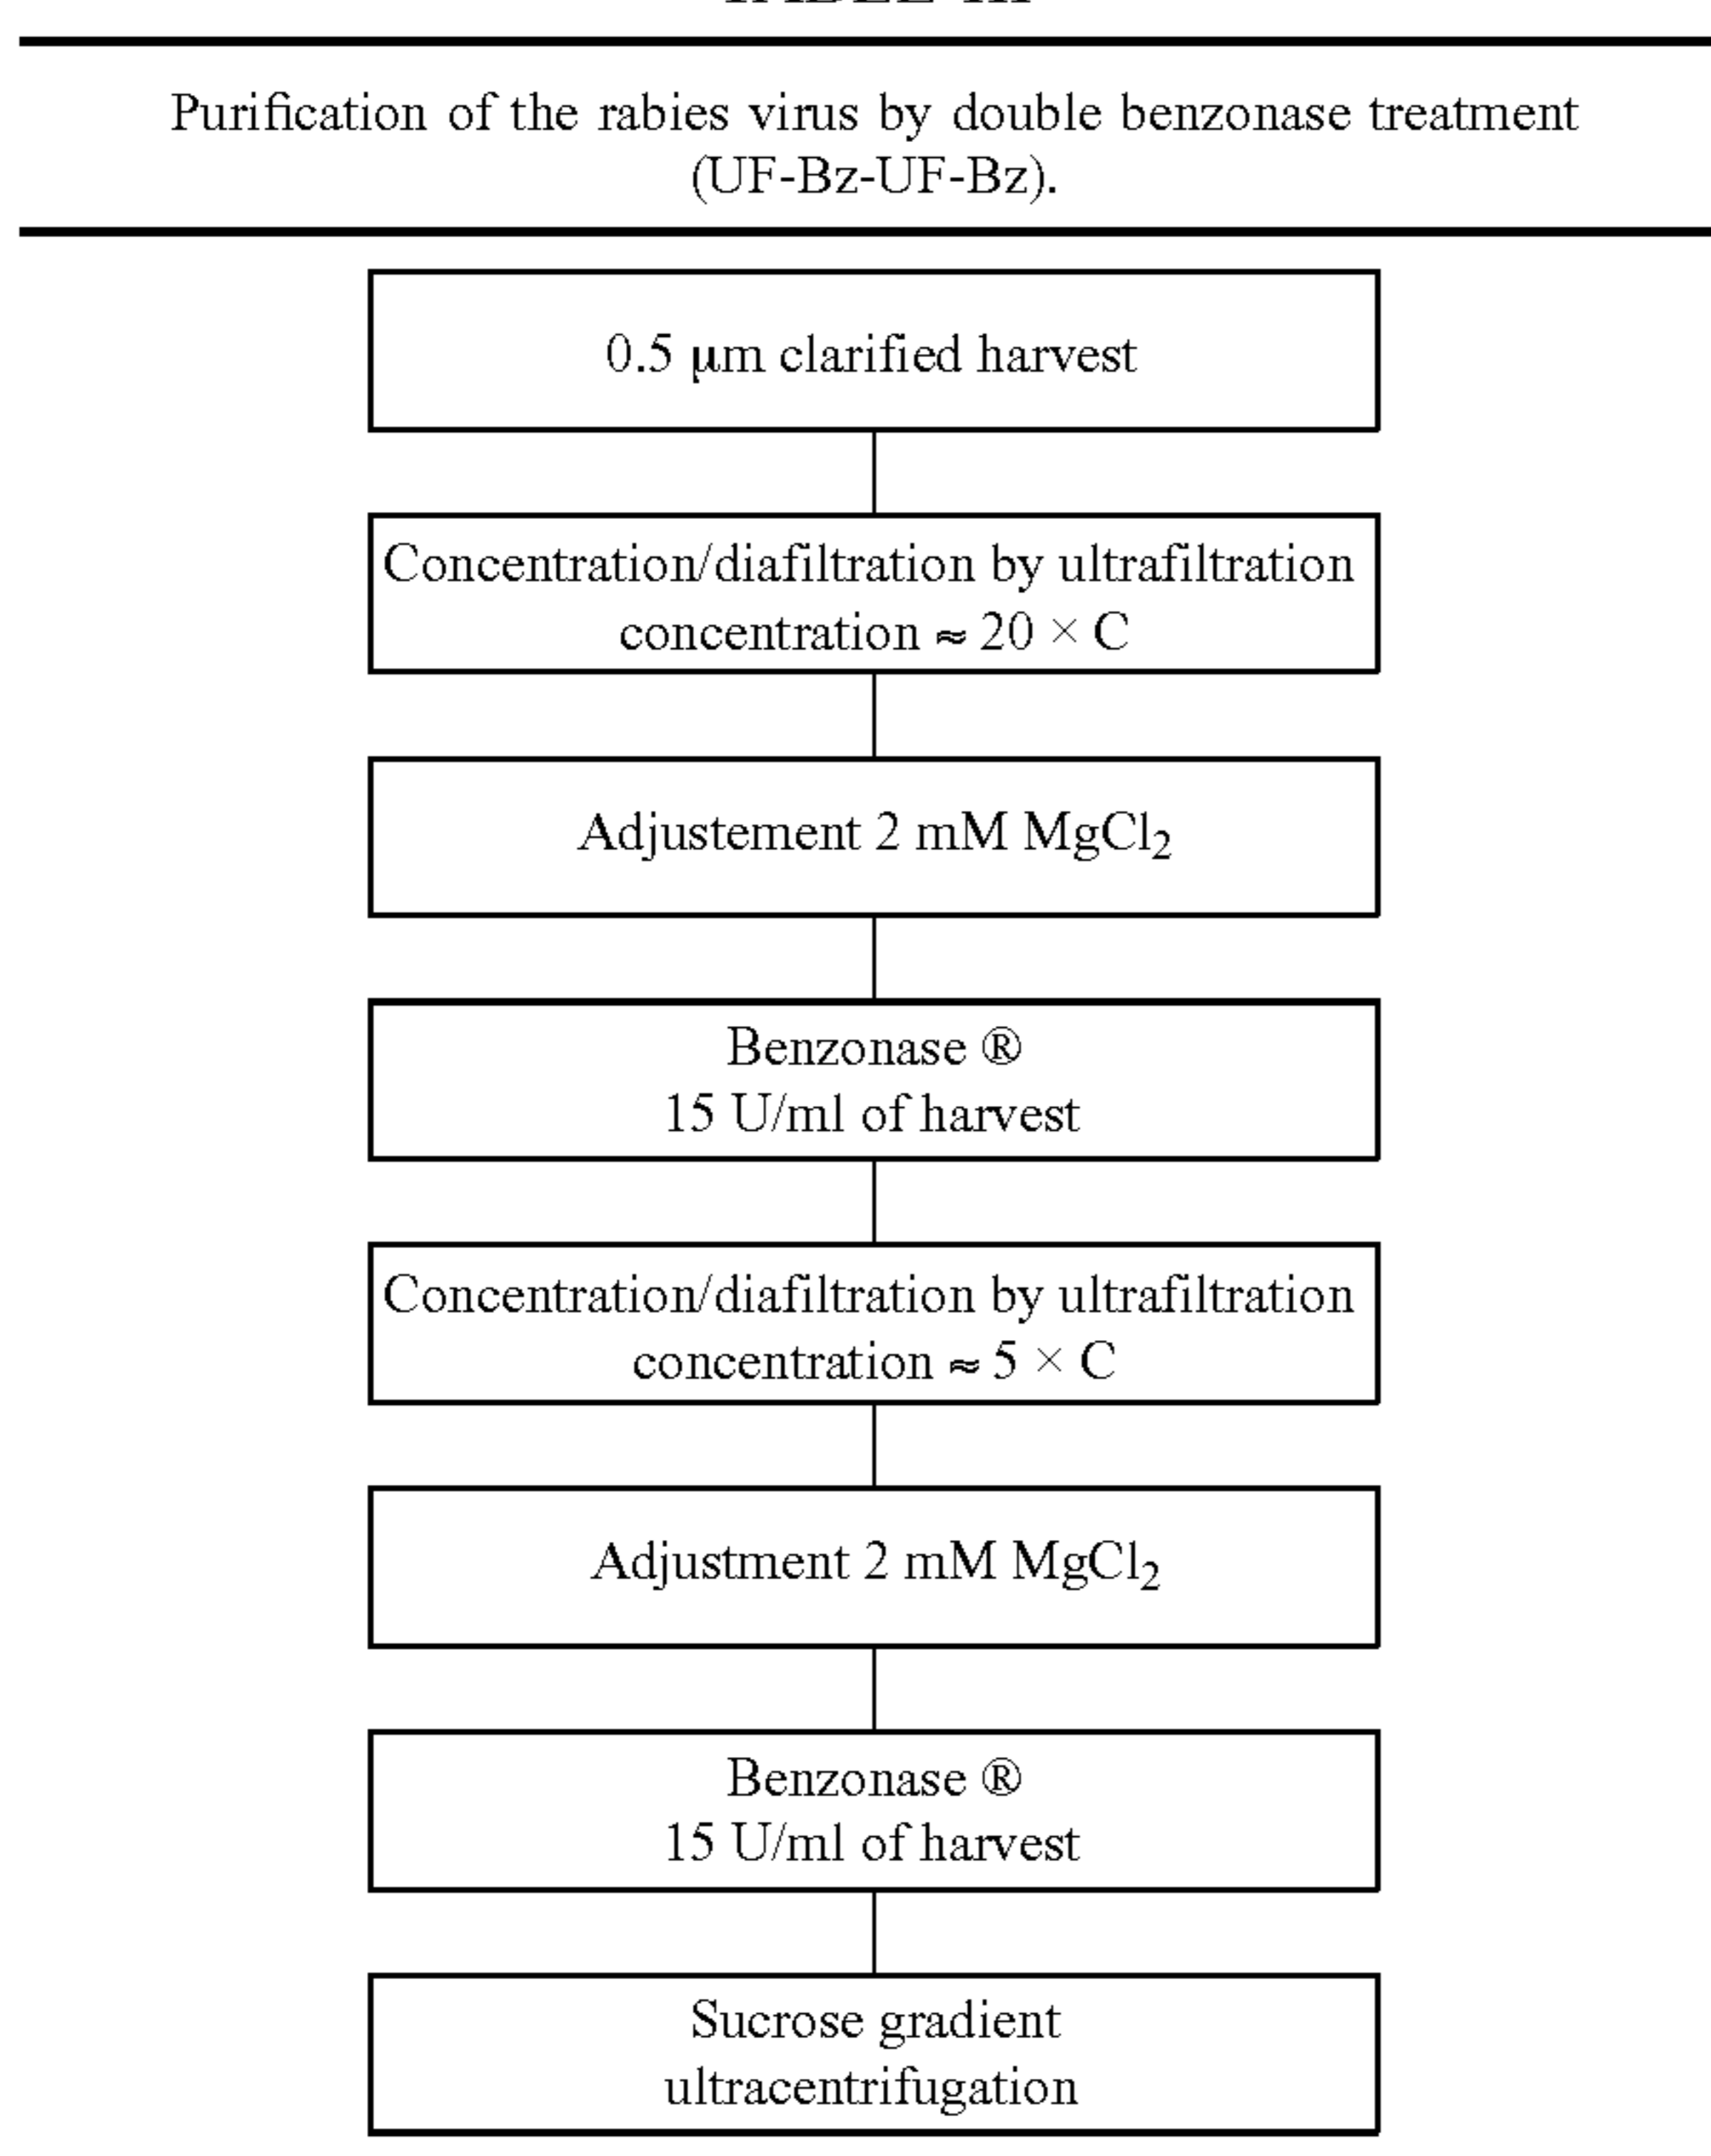 Purification of the rabies virus by double benzonase treatment
(UF-Bz-UF-Bz).
0.5 μm clarified harvest
Concentration/diafiltration by ultrafiltration
concentration ≈ 20 × C
Adjustement 2 mM MgCl₂
Benzonase ®
15 U/ml of harvest
Concentration/diafiltration by ultrafiltration
concentration ≈ 5 × C
Adjustment 2 mM MgCl₂
Benzonase ®
15 U/ml of harvest
Sucrose gradient
ultracentrifugation